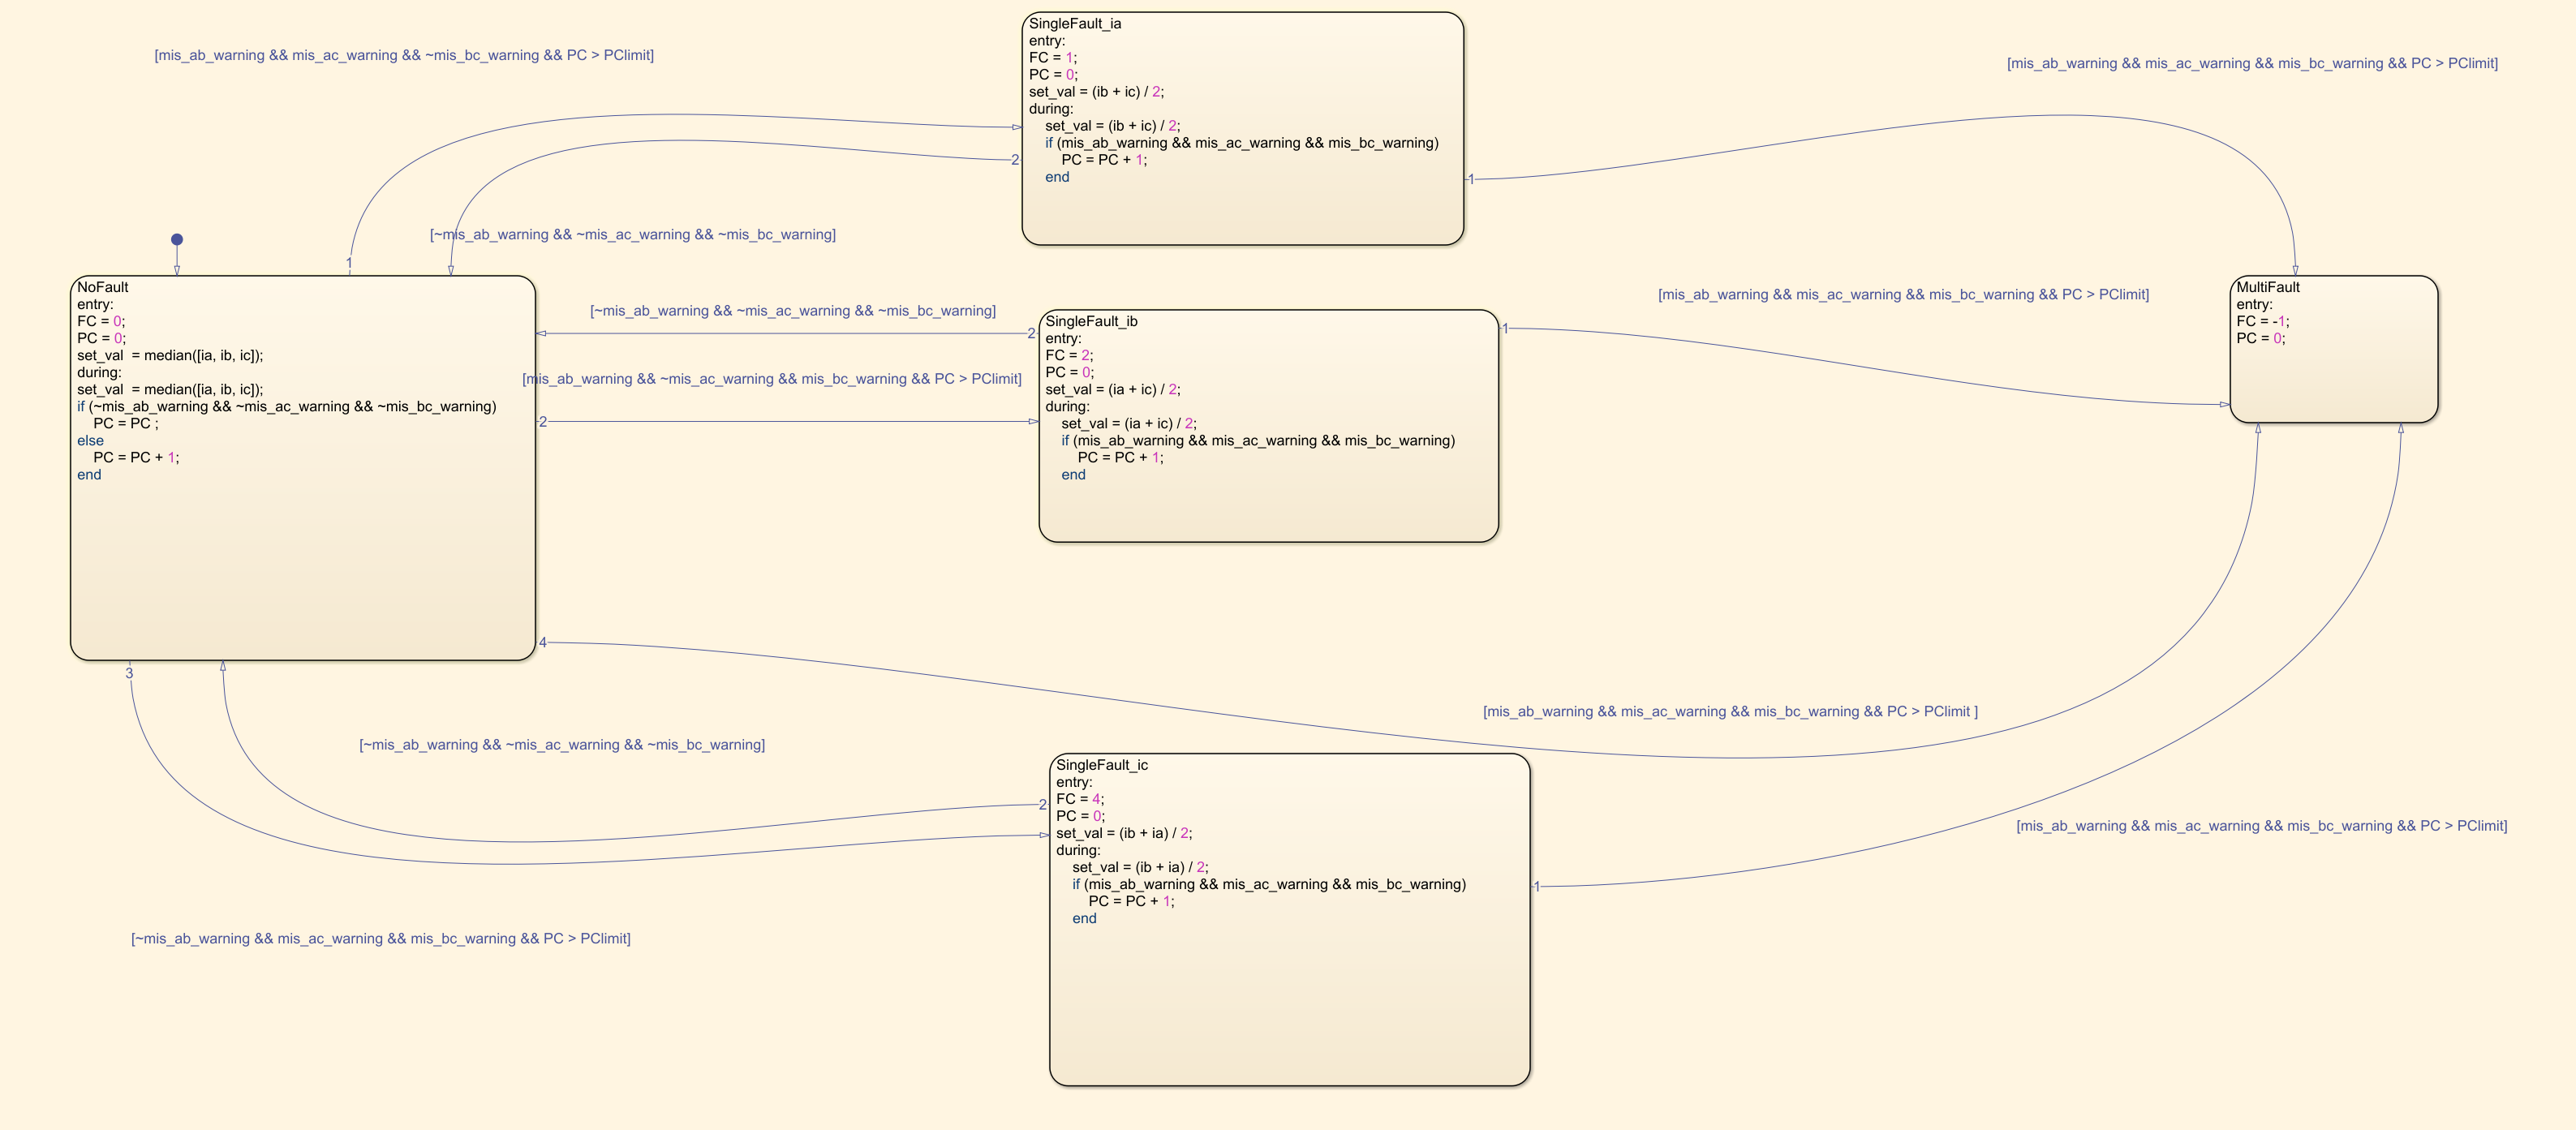 SingleFault_ia
entry:
FC = 1;
PC = 0;
set_val = (ib + ic) / 2;
during:
set_val = (ib + ic) / 2;
if (mis_ab_warning && mis_ac_warning && mis_bc_warning)
PC = PC + 1;
end
[mis_ab_warning && mis_ac_warning && ~mis_bc_warning && PC > PClimit]
[mis_ab_warning && mis_ac_warning && mis_bc_warning && PC > PClimit]
1
2
1
[~mis_ab_warning && ~mis_ac_warning && ~mis_bc_warning]
NoFault
entry:
FC = 0;
PC = 0;
set_val  = median([ia, ib, ic]);
during:
set_val  = median([ia, ib, ic]);
if (~mis_ab_warning && ~mis_ac_warning && ~mis_bc_warning)
PC = PC ;
else
PC = PC + 1;
end
[~mis_ab_warning && ~mis_ac_warning && ~mis_bc_warning]
2
[mis_ab_warning && ~mis_ac_warning && mis_bc_warning && PC > PClimit]
2
SingleFault_ib
entry:
FC = 2;
PC = 0;
set_val = (ia + ic) / 2;
during:
set_val = (ia + ic) / 2;
if (mis_ab_warning && mis_ac_warning && mis_bc_warning)
PC = PC + 1;
end
1
[mis_ab_warning && mis_ac_warning && mis_bc_warning && PC > PClimit]
MultiFault
entry:
FC = -1;
PC = 0;
4
3
[mis_ab_warning && mis_ac_warning && mis_bc_warning && PC > PClimit ]
[~mis_ab_warning && ~mis_ac_warning && ~mis_bc_warning]
2
SingleFault_ic
entry:
FC = 4;
PC = 0;
set_val = (ib + ia) / 2;
during:
set_val = (ib + ia) / 2;
if (mis_ab_warning && mis_ac_warning && mis_bc_warning)
PC = PC + 1;
end
1
[mis_ab_warning && mis_ac_warning && mis_bc_warning && PC > PClimit]
[~mis_ab_warning && mis_ac_warning && mis_bc_warning && PC > PClimit]